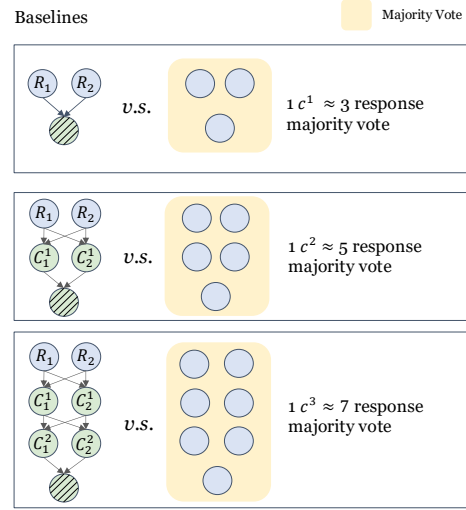 Baselines
Majority Vote
R₁ R₂
v.s.
1 c¹ ≈ 3 response
majority vote
R₁ R₂
C₁¹ C₂¹
v.s.
1 c² ≈ 5 response
majority vote
R₁ R₂
C₁¹ C₂¹
C₁² C₂²
v.s.
1 c³ ≈ 7 response
majority vote